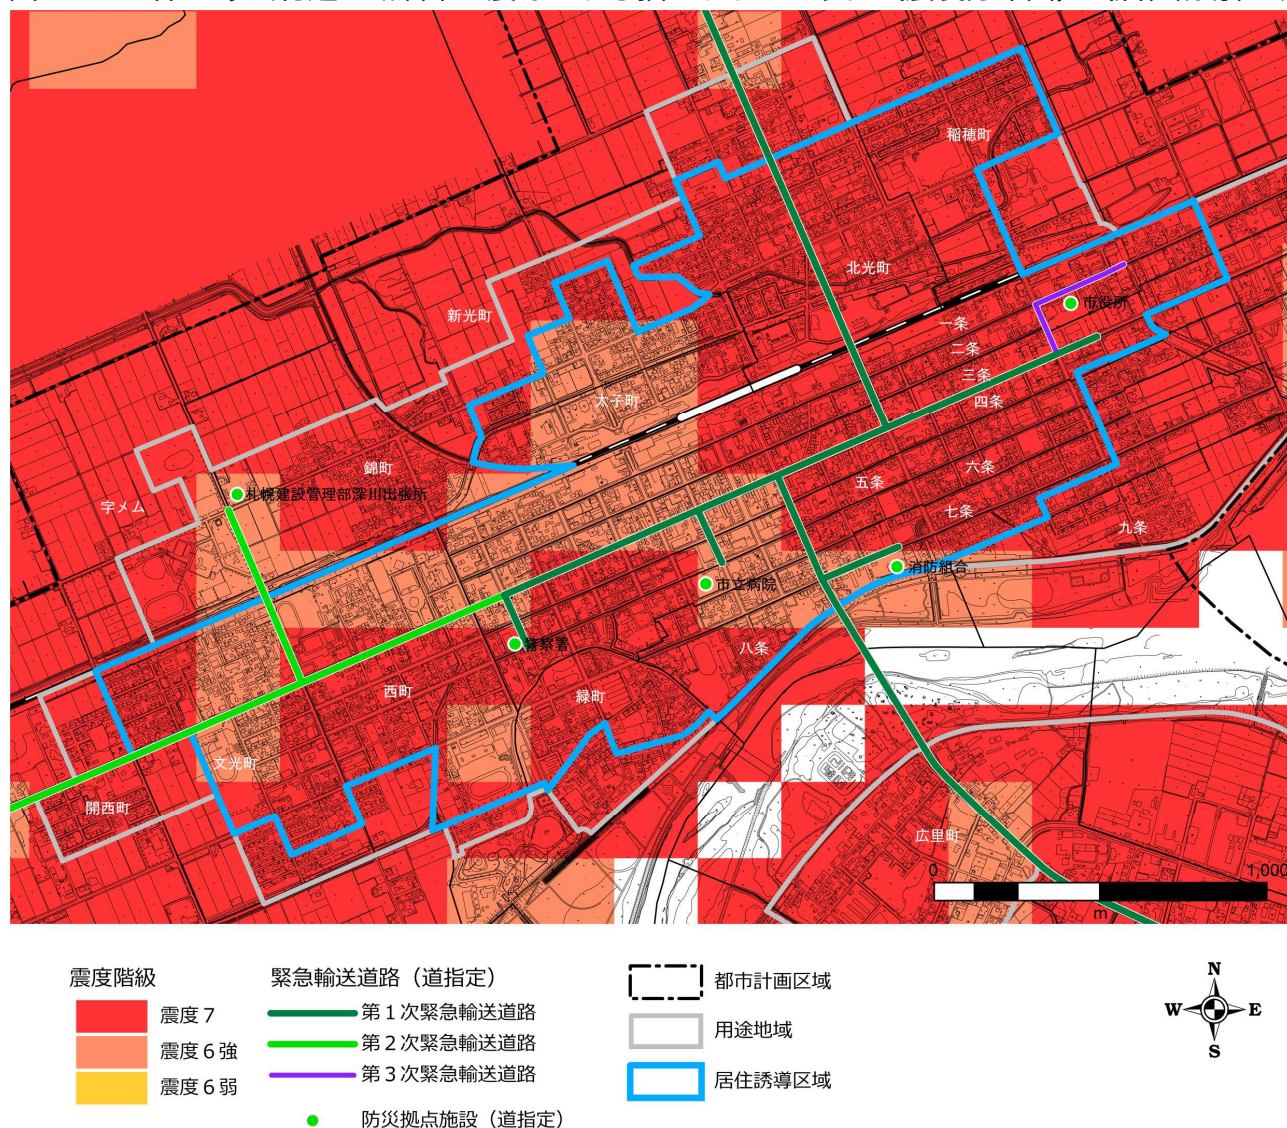 稲穂町
北光町
新光町
市役所
一条
二条
三条
四条
太子町
錦町
五条
六条
七条
九条
札幌建設管理部深川出張所
字メム
消防組合
市立病院
警察署
八条
西町
緑町
文光町
開西町
広里町
0 1,000
m
震度階級
震度7
震度6強
震度6弱
緊急輸送道路（道指定）
第1次緊急輸送道路
第2次緊急輸送道路
第3次緊急輸送道路
防災拠点施設（道指定）
都市計画区域
用途地域
居住誘導区域
N
W E
S